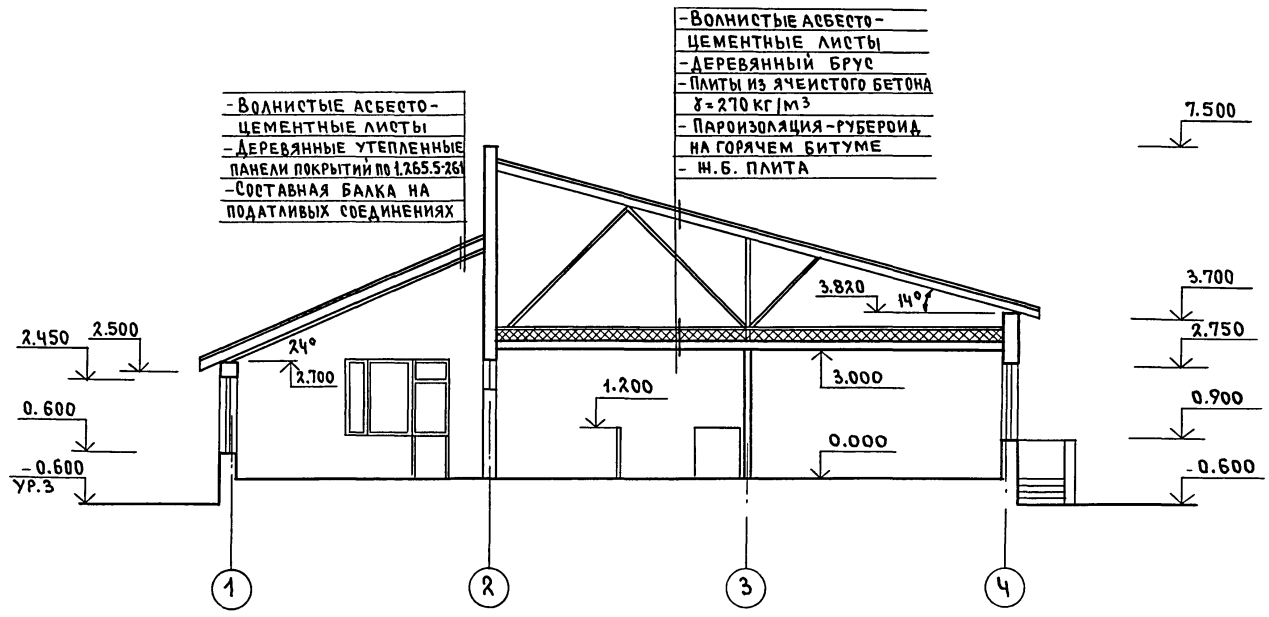 -ВОЛНИСТЫЕ АСБЕСТО-
ЦЕМЕНТНЫЕ ЛИСТЫ
-ДЕРЕВЯННЫЙ БРУС
-ПЛИТЫ ИЗ ЯЧЕИСТОГО БЕТОНА
γ=270 КГ/М³
-ПАРОИЗОЛЯЦИЯ-РУБЕРОИД
НА ГОРЯЧЕМ БИТУМЕ
- Ж.Б. ПЛИТА
-ВОЛНИСТЫЕ АСБЕСТО-
ЦЕМЕНТНЫЕ ЛИСТЫ
-ДЕРЕВЯННЫЕ УТЕПЛЕННЫЕ
ПАНЕЛИ ПОКРЫТИЙ ПО 1.265.5-261
-СОСТАВНАЯ БАЛКА НА
ПОДАТЛИВЫХ СОЕДИНЕНИЯХ
7.500
3.820
14°
3.700
2.450
2.500
2.750
24°
2.700
1.200
3.000
0.600
0.900
0.000
-0.600
УР.З
-0.600
1
2
3
4